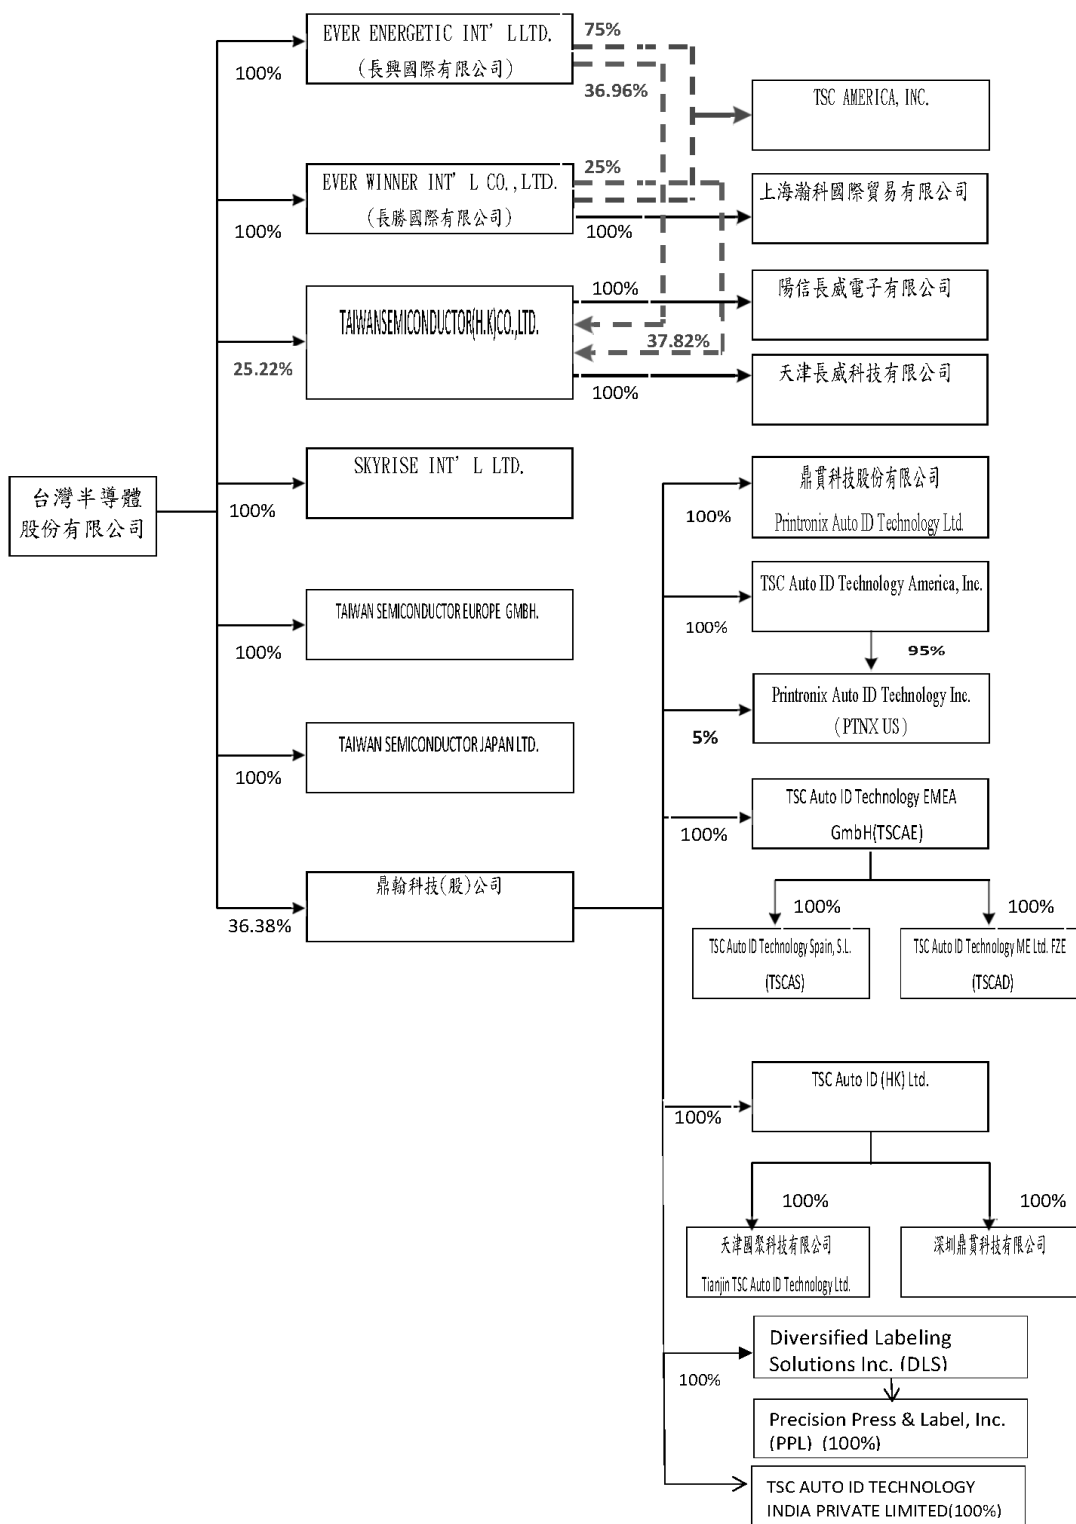 EVER ENERGETIC INT' L LTD.
(長興國際有限公司)
100%
75%
36.96%
TSC AMERICA, INC.
EVER WINNER INT' L CO.,LTD.
(長勝國際有限公司)
100%
25%
100%
上海瀚科國際貿易有限公司
TAIWANSEMICONDUCTOR(H.K)CO.,LTD.
25.22%
100%
37.82%
100%
陽信長威電子有限公司
天津長威科技有限公司
台灣半導體
股份有限公司
SKYRISE INT' L LTD.
100%
TAIWAN SEMICONDUCTOR EUROPE GMBH.
100%
TAIWAN SEMICONDUCTOR JAPAN LTD.
100%
鼎翰科技(股)公司
36.38%
鼎貫科技股份有限公司
Printronix Auto ID Technology Ltd.
100%
TSC Auto ID Technology America, Inc.
100%
95%
Printronix Auto ID Technology Inc.
(PTNX US)
5%
TSC Auto ID Technology EMEA
GmbH(TSCAE)
100%
100%
100%
TSC Auto ID Technology Spain, S.L.
(TSCAS)
TSC Auto ID Technology ME Ltd. FZE
(TSCAD)
TSC Auto ID (HK) Ltd.
100%
100%
100%
天津國聚科技有限公司
Tianjin TSC Auto ID Technology Ltd.
深圳鼎貫科技有限公司
Diversified Labeling
Solutions Inc. (DLS)
100%
Precision Press & Label, Inc.
(PPL) (100%)
TSC AUTO ID TECHNOLOGY
INDIA PRIVATE LIMITED(100%)